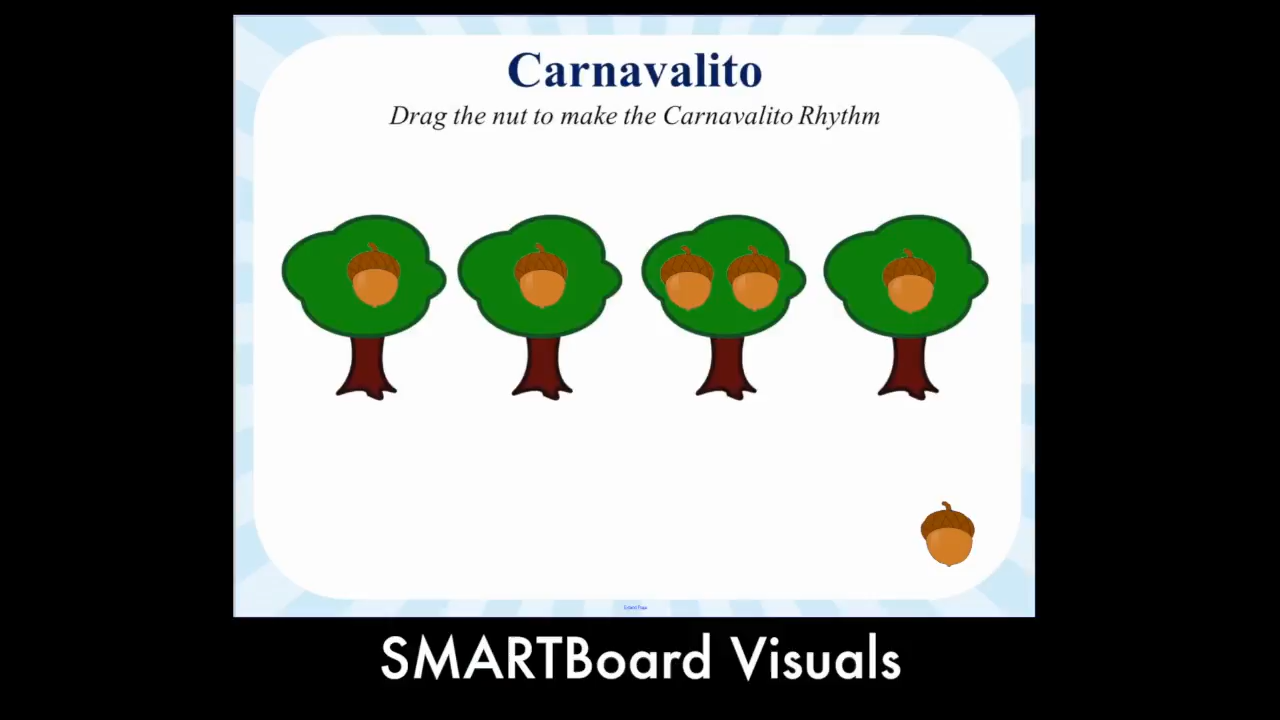 Carnavalito
Drag the nut to make the Carnavalito Rhythm
SMARTBoard Visuals